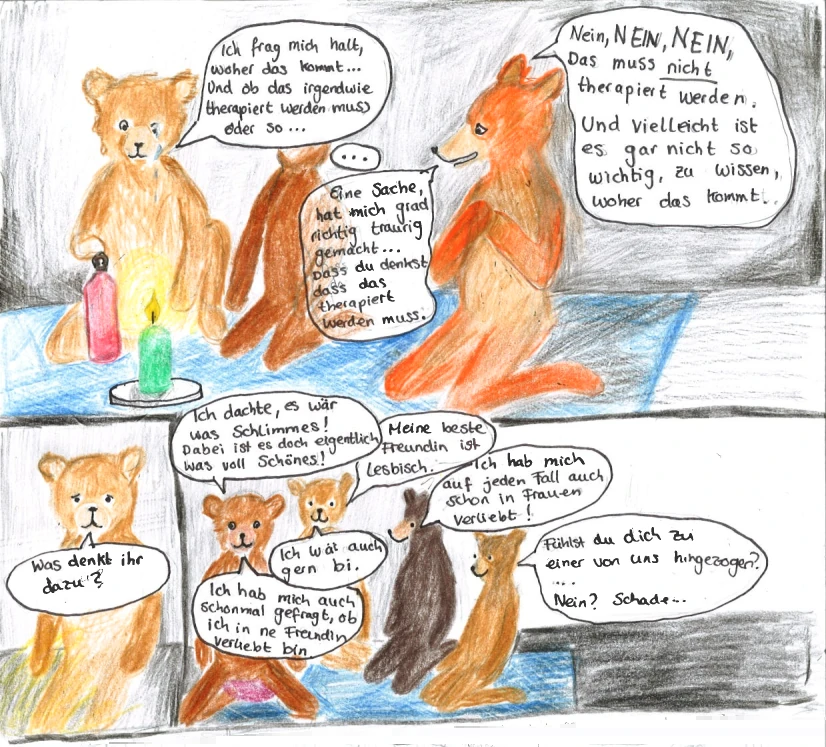 Ich frag mich halt,
woher das kommt...
Und ob das irgendwie
therapiert werden muss
oder so...
Nein, NEIN, NEIN,
Das muss nicht
therapiert werden.
Und vielleicht ist
es gar nicht so
wichtig, zu wissen,
woher das kommt..
...
Eine Sache,
hat mich grad
richtig traurig
gemacht...
Dass du denkst
dass das
therapiert
werden muss.
Was denkt ihr
dazu?
Ich dachte, es wär
was Schlimmes!
Dabei ist es doch eigentlich
was voll Schönes!
Meine beste
Freundin ist
Lesbisch.
Ich hab mich
auf jeden Fall auch
schon in Frauen
verliebt!
Ich wär auch
gern bi.
Ich hab mich auch
schonmal gefragt, ob
ich in ne Freundin
verliebt bin
Fühlst du dich zu
einer von uns hingezogen?
....
Nein? Schade...